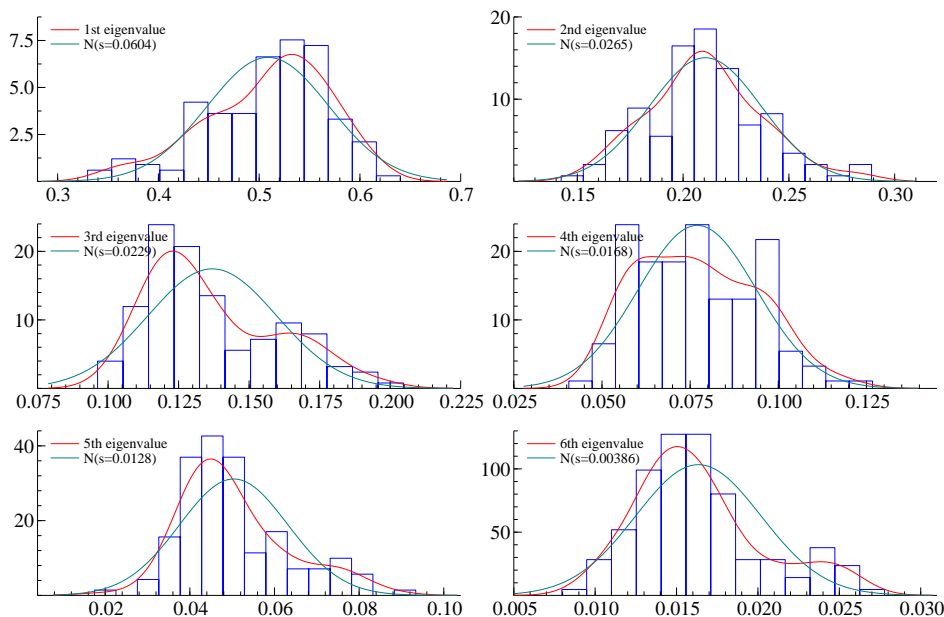 1st eigenvalue
N(s=0.0604)
7.5
5.0
2.5
0.3 0.4 0.5 0.6 0.7
2nd eigenvalue
N(s=0.0265)
20
10
0.15 0.20 0.25 0.30
3rd eigenvalue
N(s=0.0229)
20
10
0.075 0.100 0.125 0.150 0.175 0.200 0.225
4th eigenvalue
N(s=0.0168)
20
10
0.025 0.050 0.075 0.100 0.125
5th eigenvalue
N(s=0.0128)
40
20
0.02 0.04 0.06 0.08 0.10
6th eigenvalue
N(s=0.00386)
100
50
0.005 0.010 0.015 0.020 0.025 0.030